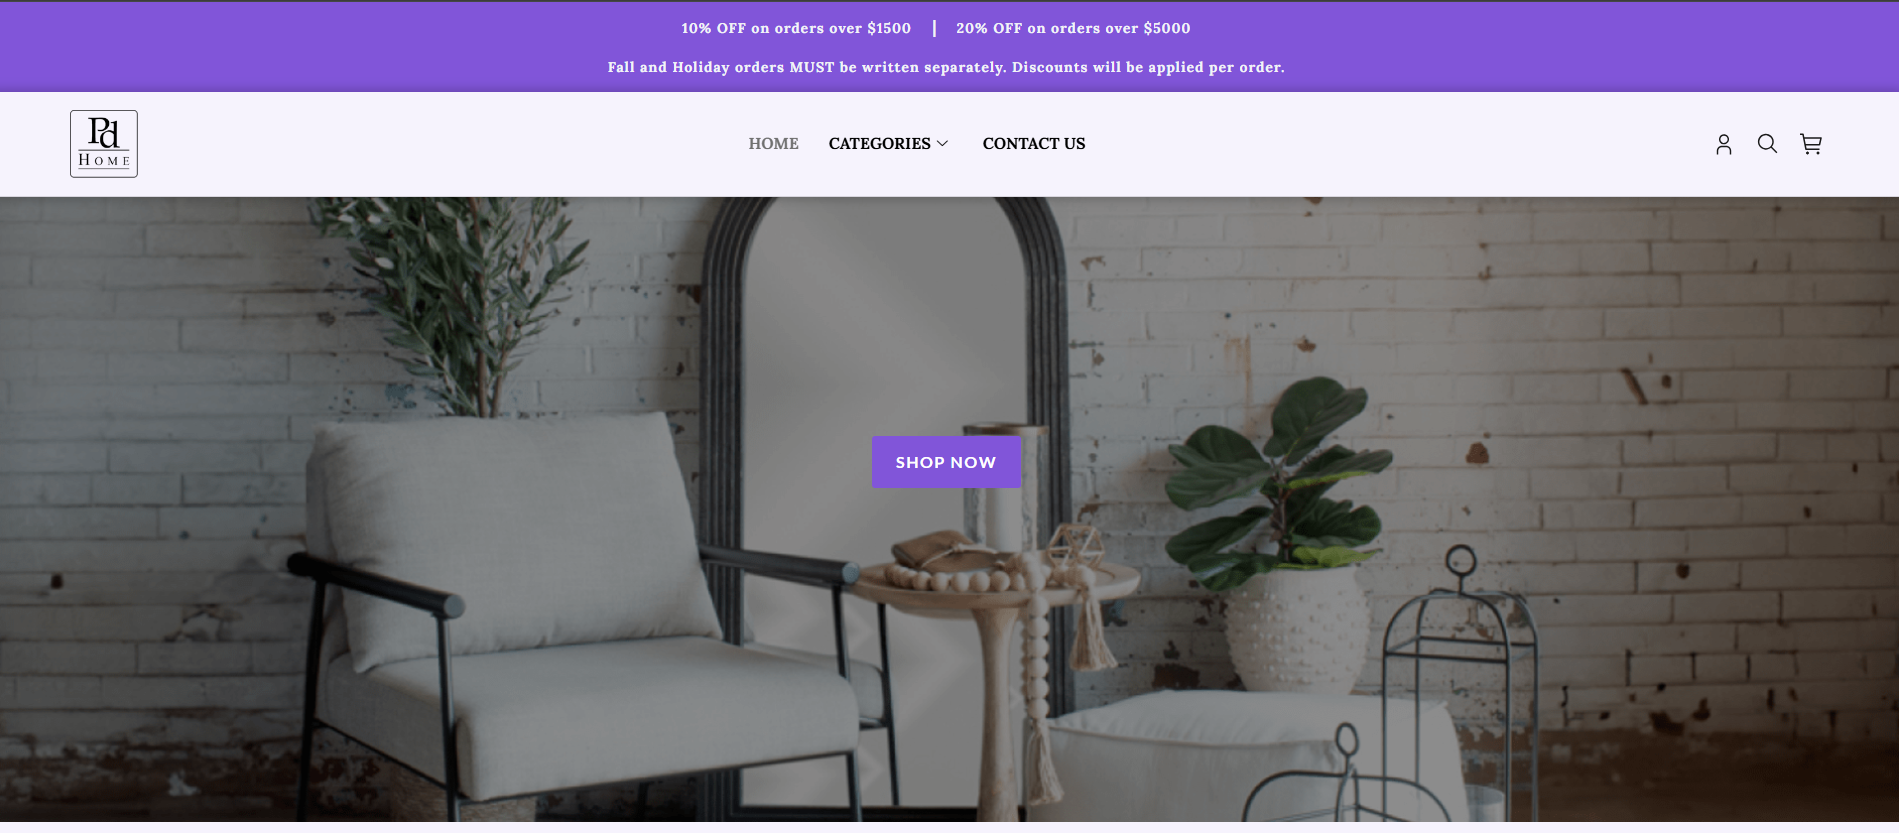 10% OFF on orders over $1500 | 20% OFF on orders over $5000
Fall and Holiday orders MUST be written separately. Discounts will be applied per order.
Pd
HOME
HOME CATEGORIES CONTACT US
SHOP NOW